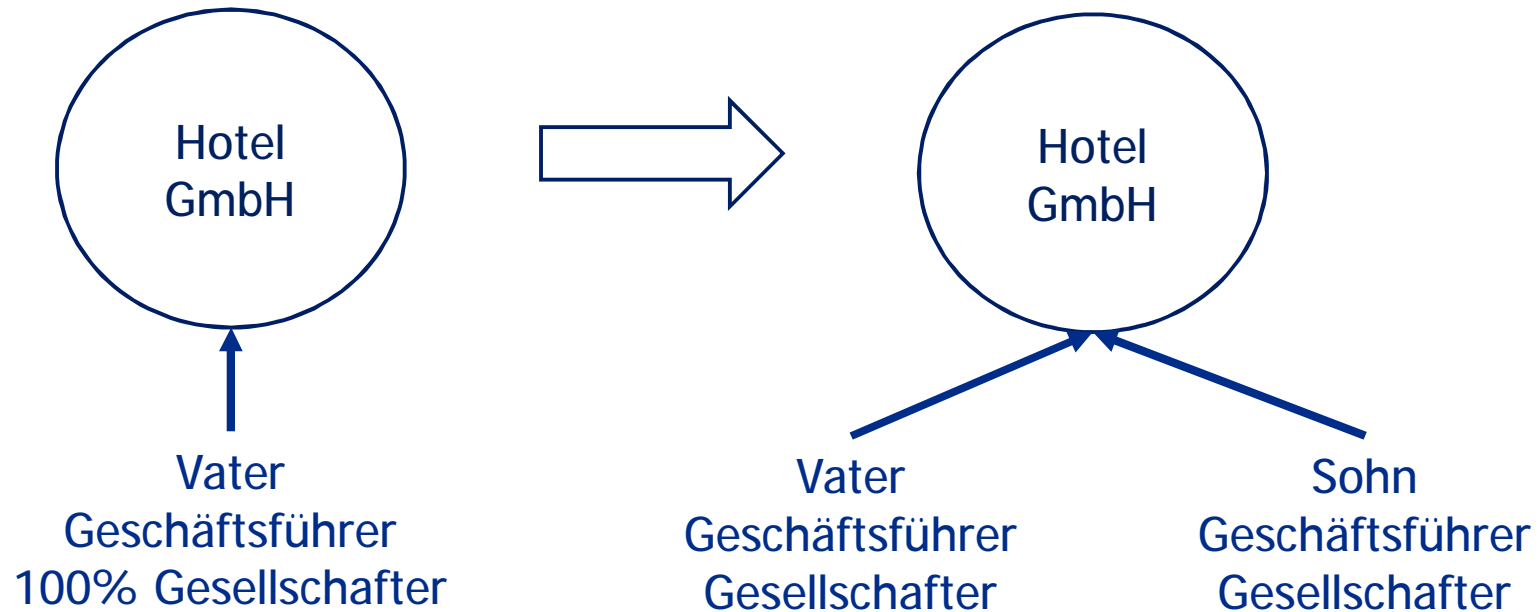 Hotel
GmbH
Hotel
GmbH
Vater
Geschäftsführer
100% Gesellschafter
Vater
Geschäftsführer
Gesellschafter
Sohn
Geschäftsführer
Gesellschafter